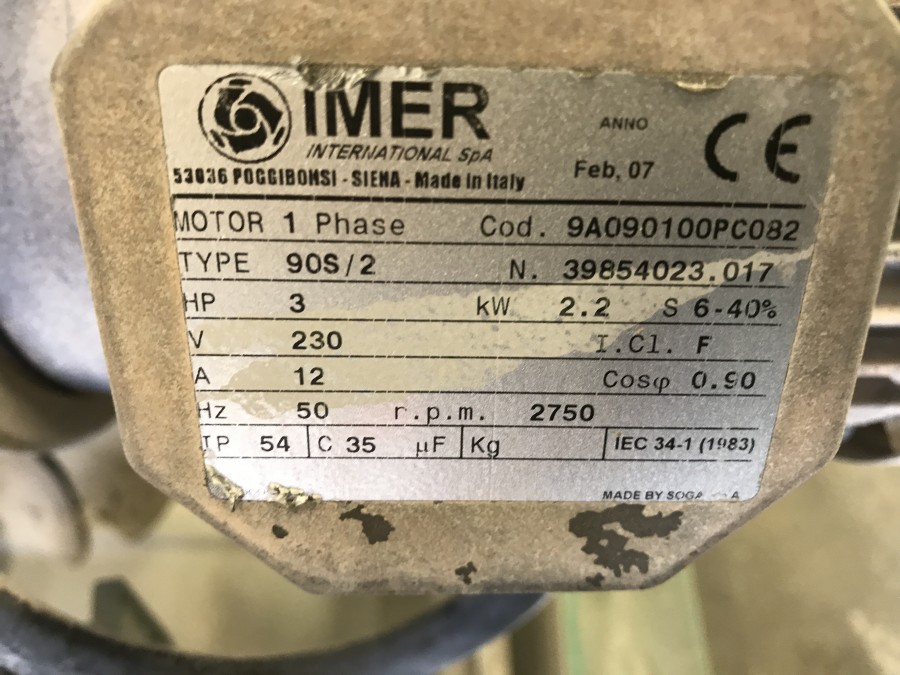 IMER
INTERNATIONAL SpA
53036 POGGIBONSI - SIENA - Made in Italy
ANNO
Feb, 07
CE
MOTOR 1 Phase Cod. 9A090100PC082
TYPE 90S/2 N. 39854023.017
HP 3 kW 2.2 S 6-40%
V 230 I.Cl. F
A 12 Cosφ 0.90
Hz 50 r.p.m. 2750
IP 54 C 35 µF Kg IEC 34-1 (1983)
MADE BY